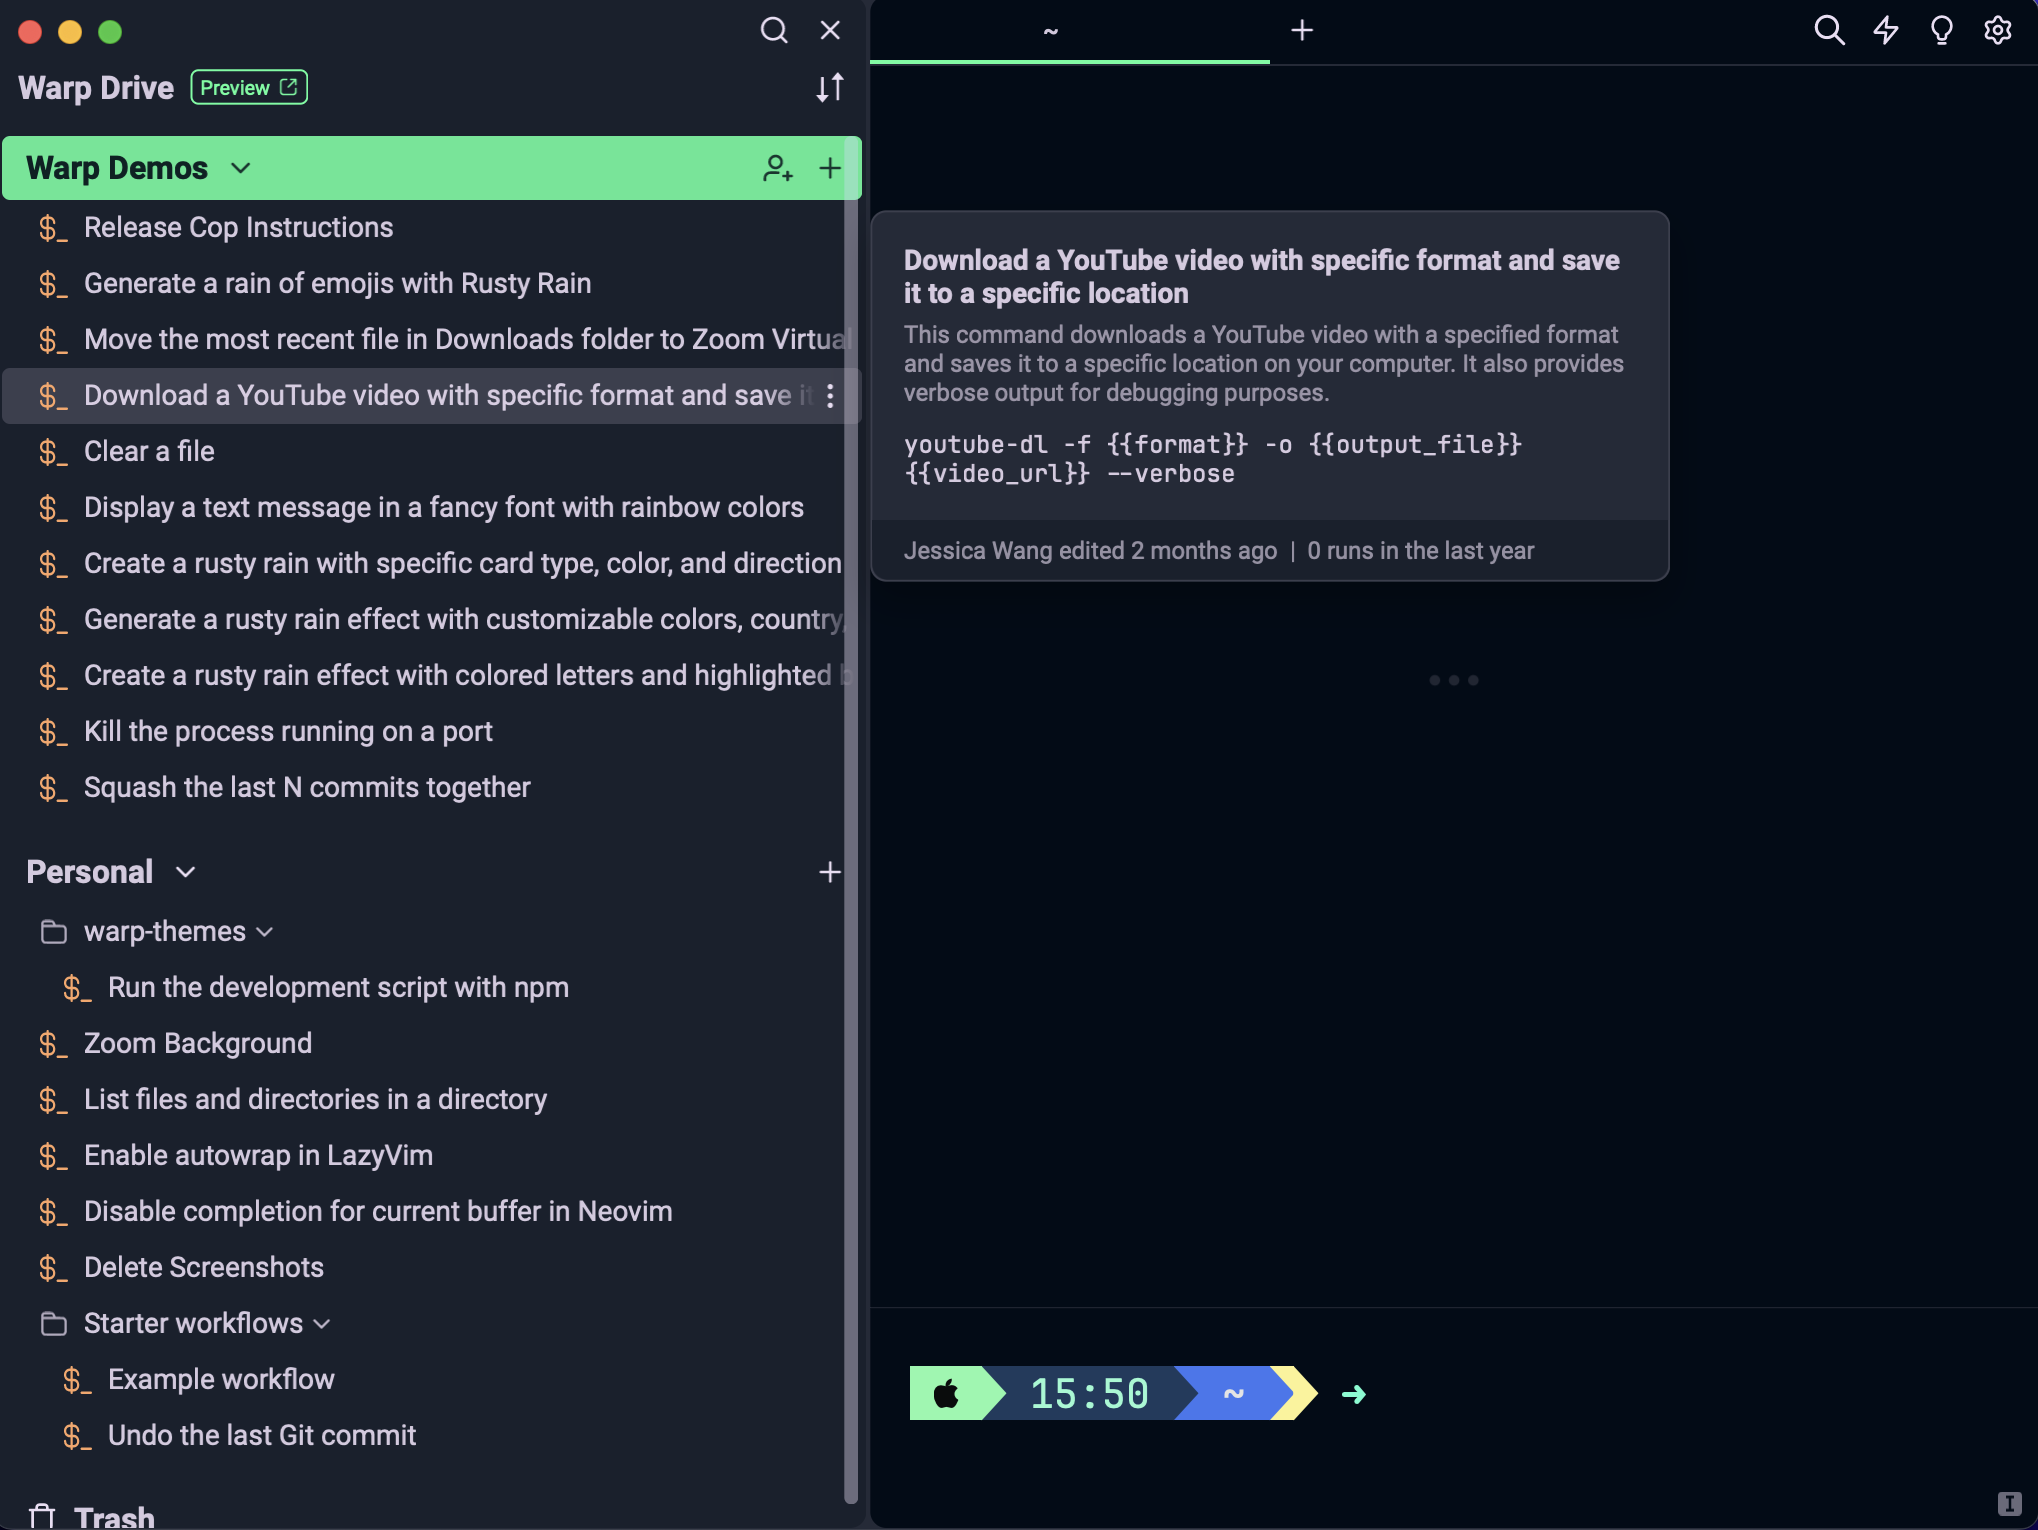 Warp Drive Preview
Warp Demos
$_ Release Cop Instructions
$_ Generate a rain of emojis with Rusty Rain
$_ Move the most recent file in Downloads folder to Zoom Virtual
$_ Download a YouTube video with specific format and save it
$_ Clear a file
$_ Display a text message in a fancy font with rainbow colors
$_ Create a rusty rain with specific card type, color, and direction
$_ Generate a rusty rain effect with customizable colors, country,
$_ Create a rusty rain effect with colored letters and highlighted b
$_ Kill the process running on a port
$_ Squash the last N commits together
Personal
warp-themes
$_ Run the development script with npm
$_ Zoom Background
$_ List files and directories in a directory
$_ Enable autowrap in LazyVim
$_ Disable completion for current buffer in Neovim
$_ Delete Screenshots
Starter workflows
$_ Example workflow
$_ Undo the last Git commit
Trash
~
Download a YouTube video with specific format and save
it to a specific location
This command downloads a YouTube video with a specified format
and saves it to a specific location on your computer. It also provides
verbose output for debugging purposes.
youtube-dl -f {{format}} -o {{output_file}}
{{video_url}} --verbose
Jessica Wang edited 2 months ago | 0 runs in the last year
15:50 ~ ➜
I